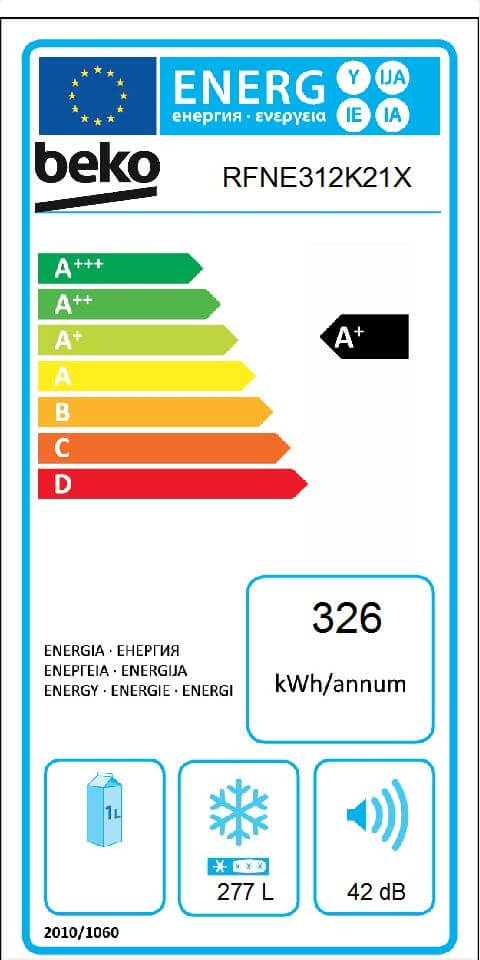 ENERG Y IJA IE IA
енергия · ενεργεια
beko
RFNE312K21X
A+++
A++
A+
A+
A
B
C
D
326
kWh/annum
ENERGIA · ЕНЕРГИЯ
ΕΝΕΡΓΕΙΑ · ENERGIJA
ENERGY · ENERGIE · ENERGI
1L
277 L
42 dB
2010/1060